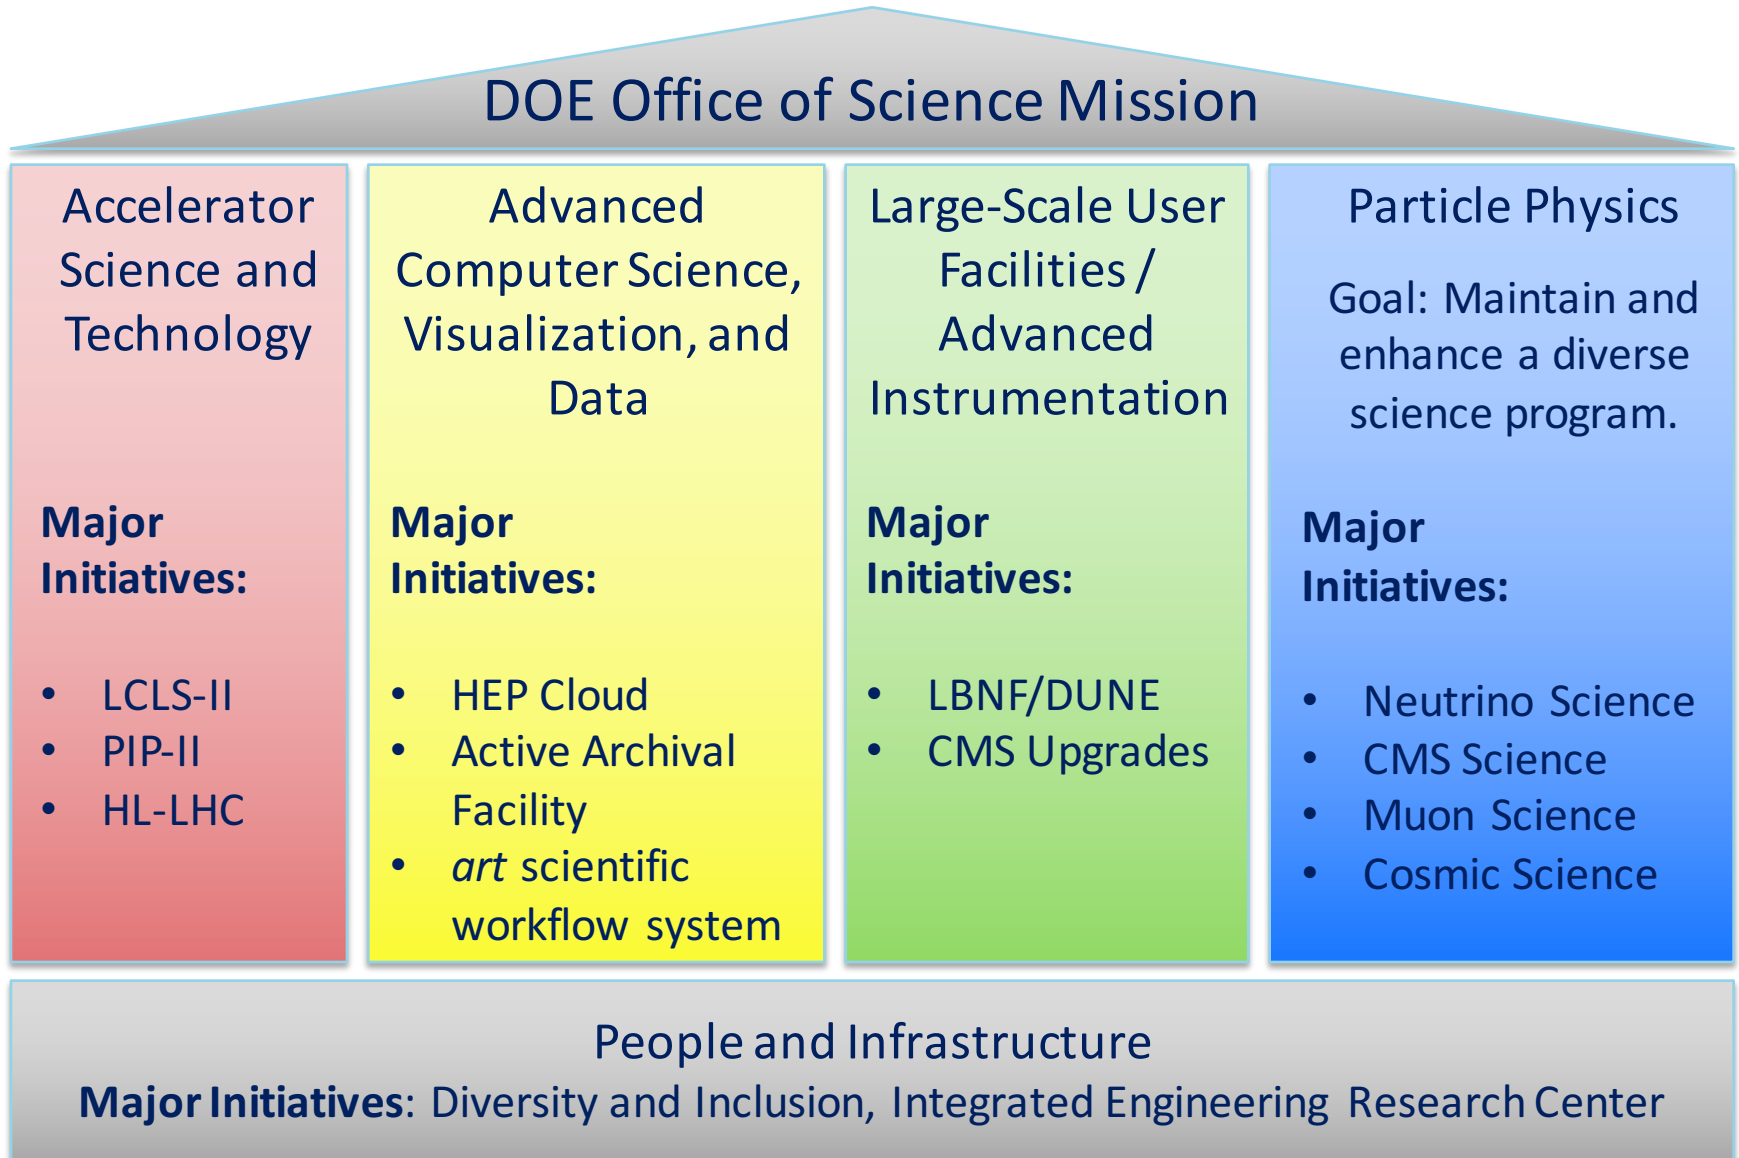 DOE Office of Science Mission
Accelerator
Science and
Technology
Major
Initiatives:
• LCLS-II
• PIP-II
• HL-LHC
Advanced
Computer Science,
Visualization, and
Data
Major
Initiatives:
• HEP Cloud
• Active Archival
Facility
• art scientific
workflow system
Large-Scale User
Facilities /
Advanced
Instrumentation
Major
Initiatives:
• LBNF/DUNE
• CMS Upgrades
Particle Physics
Goal: Maintain and
enhance a diverse
science program.
Major
Initiatives:
• Neutrino Science
• CMS Science
• Muon Science
• Cosmic Science
People and Infrastructure
Major Initiatives: Diversity and Inclusion, Integrated Engineering Research Center